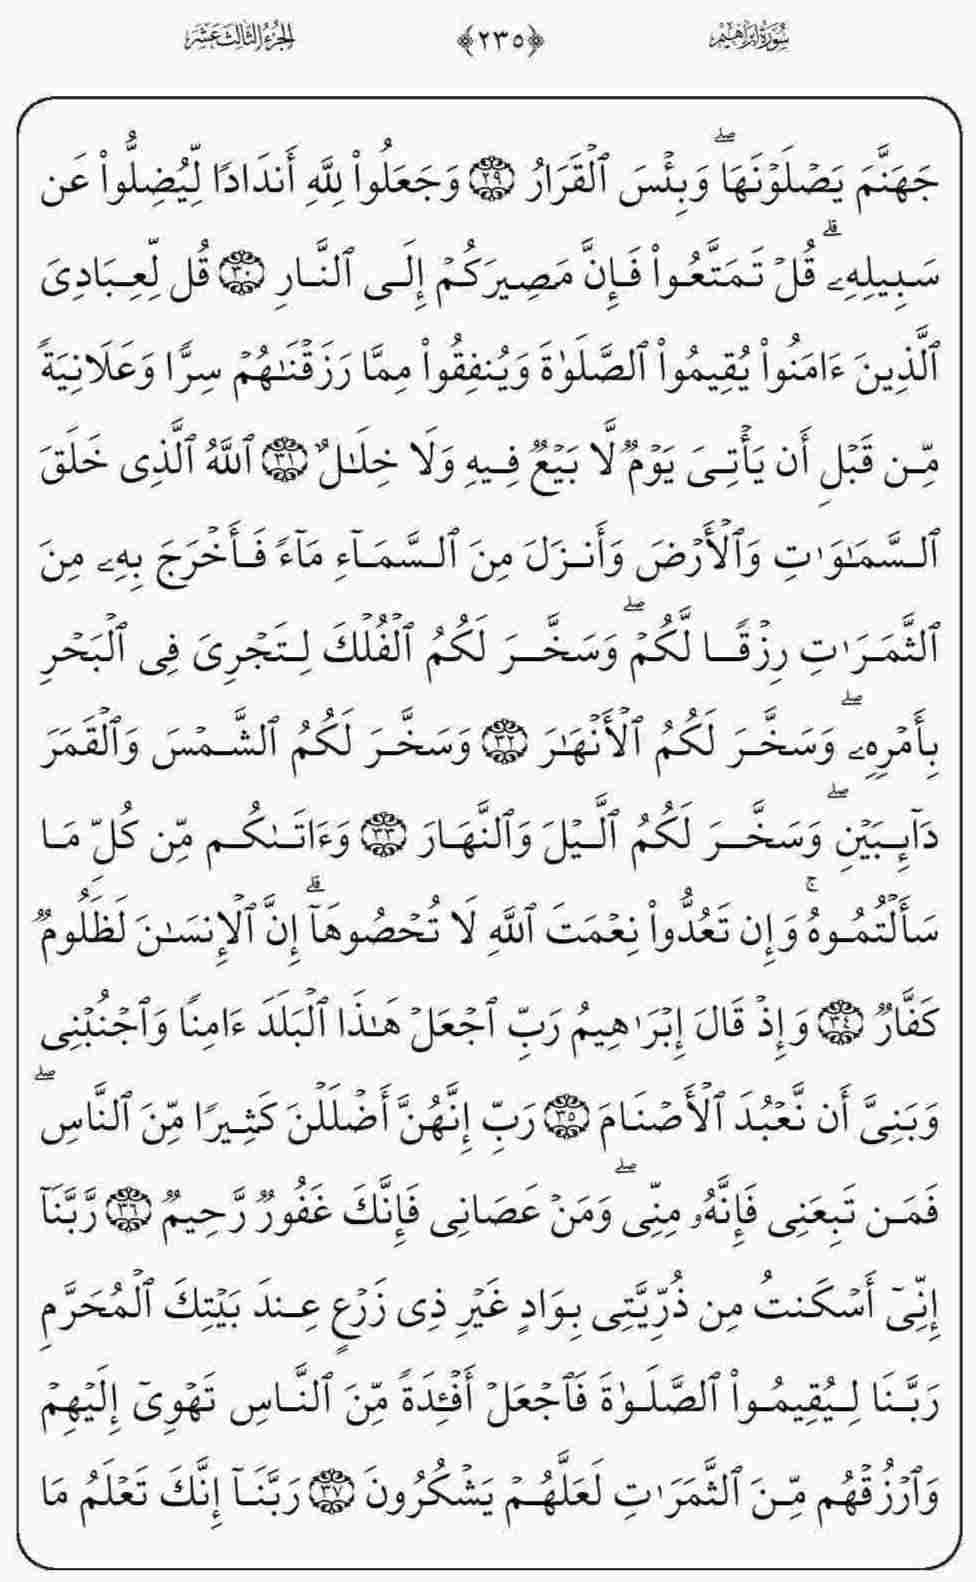 سُورَةُ إِبْرَاهِيم ﴿٢٣٥﴾ الجُزْءُ الثَّالِثَ عَشَرَ
جَهَنَّمَ يَصۡلَوۡنَهَاۖ وَبِئۡسَ ٱلۡقَرَارُ ٢٩ وَجَعَلُواْ لِلَّهِ أَندَادٗا لِّيُضِلُّواْ عَن
سَبِيلِهِۦۗ قُلۡ تَمَتَّعُواْ فَإِنَّ مَصِيرَكُمۡ إِلَى ٱلنَّارِ ٣٠ قُل لِّعِبَادِيَ
ٱلَّذِينَ ءَامَنُواْ يُقِيمُواْ ٱلصَّلَوٰةَ وَيُنفِقُواْ مِمَّا رَزَقۡنَٰهُمۡ سِرّٗا وَعَلَانِيَةٗ
مِّن قَبۡلِ أَن يَأۡتِيَ يَوۡمٞ لَّا بَيۡعٞ فِيهِ وَلَا خِلَٰلٌ ٣١ ٱللَّهُ ٱلَّذِي خَلَقَ
ٱلسَّمَٰوَٰتِ وَٱلۡأَرۡضَ وَأَنزَلَ مِنَ ٱلسَّمَآءِ مَآءٗ فَأَخۡرَجَ بِهِۦ مِنَ
ٱلثَّمَرَٰتِ رِزۡقٗا لَّكُمۡۖ وَسَخَّرَ لَكُمُ ٱلۡفُلۡكَ لِتَجۡرِيَ فِي ٱلۡبَحۡرِ
بِأَمۡرِهِۦۖ وَسَخَّرَ لَكُمُ ٱلۡأَنۡهَٰرَ ٣٢ وَسَخَّرَ لَكُمُ ٱلشَّمۡسَ وَٱلۡقَمَرَ
دَآئِبَيۡنِۖ وَسَخَّرَ لَكُمُ ٱلَّيۡلَ وَٱلنَّهَارَ ٣٣ وَءَاتَىٰكُم مِّن كُلِّ مَا
سَأَلۡتُمُوهُۚ وَإِن تَعُدُّواْ نِعۡمَتَ ٱللَّهِ لَا تُحۡصُوهَآۗ إِنَّ ٱلۡإِنسَٰنَ لَظَلُومٞ
كَفَّارٞ ٣٤ وَإِذۡ قَالَ إِبۡرَٰهِيمُ رَبِّ ٱجۡعَلۡ هَٰذَا ٱلۡبَلَدَ ءَامِنٗا وَٱجۡنُبۡنِي
وَبَنِيَّ أَن نَّعۡبُدَ ٱلۡأَصۡنَامَ ٣٥ رَبِّ إِنَّهُنَّ أَضۡلَلۡنَ كَثِيرٗا مِّنَ ٱلنَّاسِۖ
فَمَن تَبِعَنِي فَإِنَّهُۥ مِنِّيۖ وَمَنۡ عَصَانِي فَإِنَّكَ غَفُورٞ رَّحِيمٞ ٣٦ رَّبَّنَآ
إِنِّيٓ أَسۡكَنتُ مِن ذُرِّيَّتِي بِوَادٍ غَيۡرِ ذِي زَرۡعٍ عِندَ بَيۡتِكَ ٱلۡمُحَرَّمِ
رَبَّنَا لِيُقِيمُواْ ٱلصَّلَوٰةَ فَٱجۡعَلۡ أَفۡـِٔدَةٗ مِّنَ ٱلنَّاسِ تَهۡوِيٓ إِلَيۡهِمۡ
وَٱرۡزُقۡهُم مِّنَ ٱلثَّمَرَٰتِ لَعَلَّهُمۡ يَشۡكُرُونَ ٣٧ رَبَّنَآ إِنَّكَ تَعۡلَمُ مَا